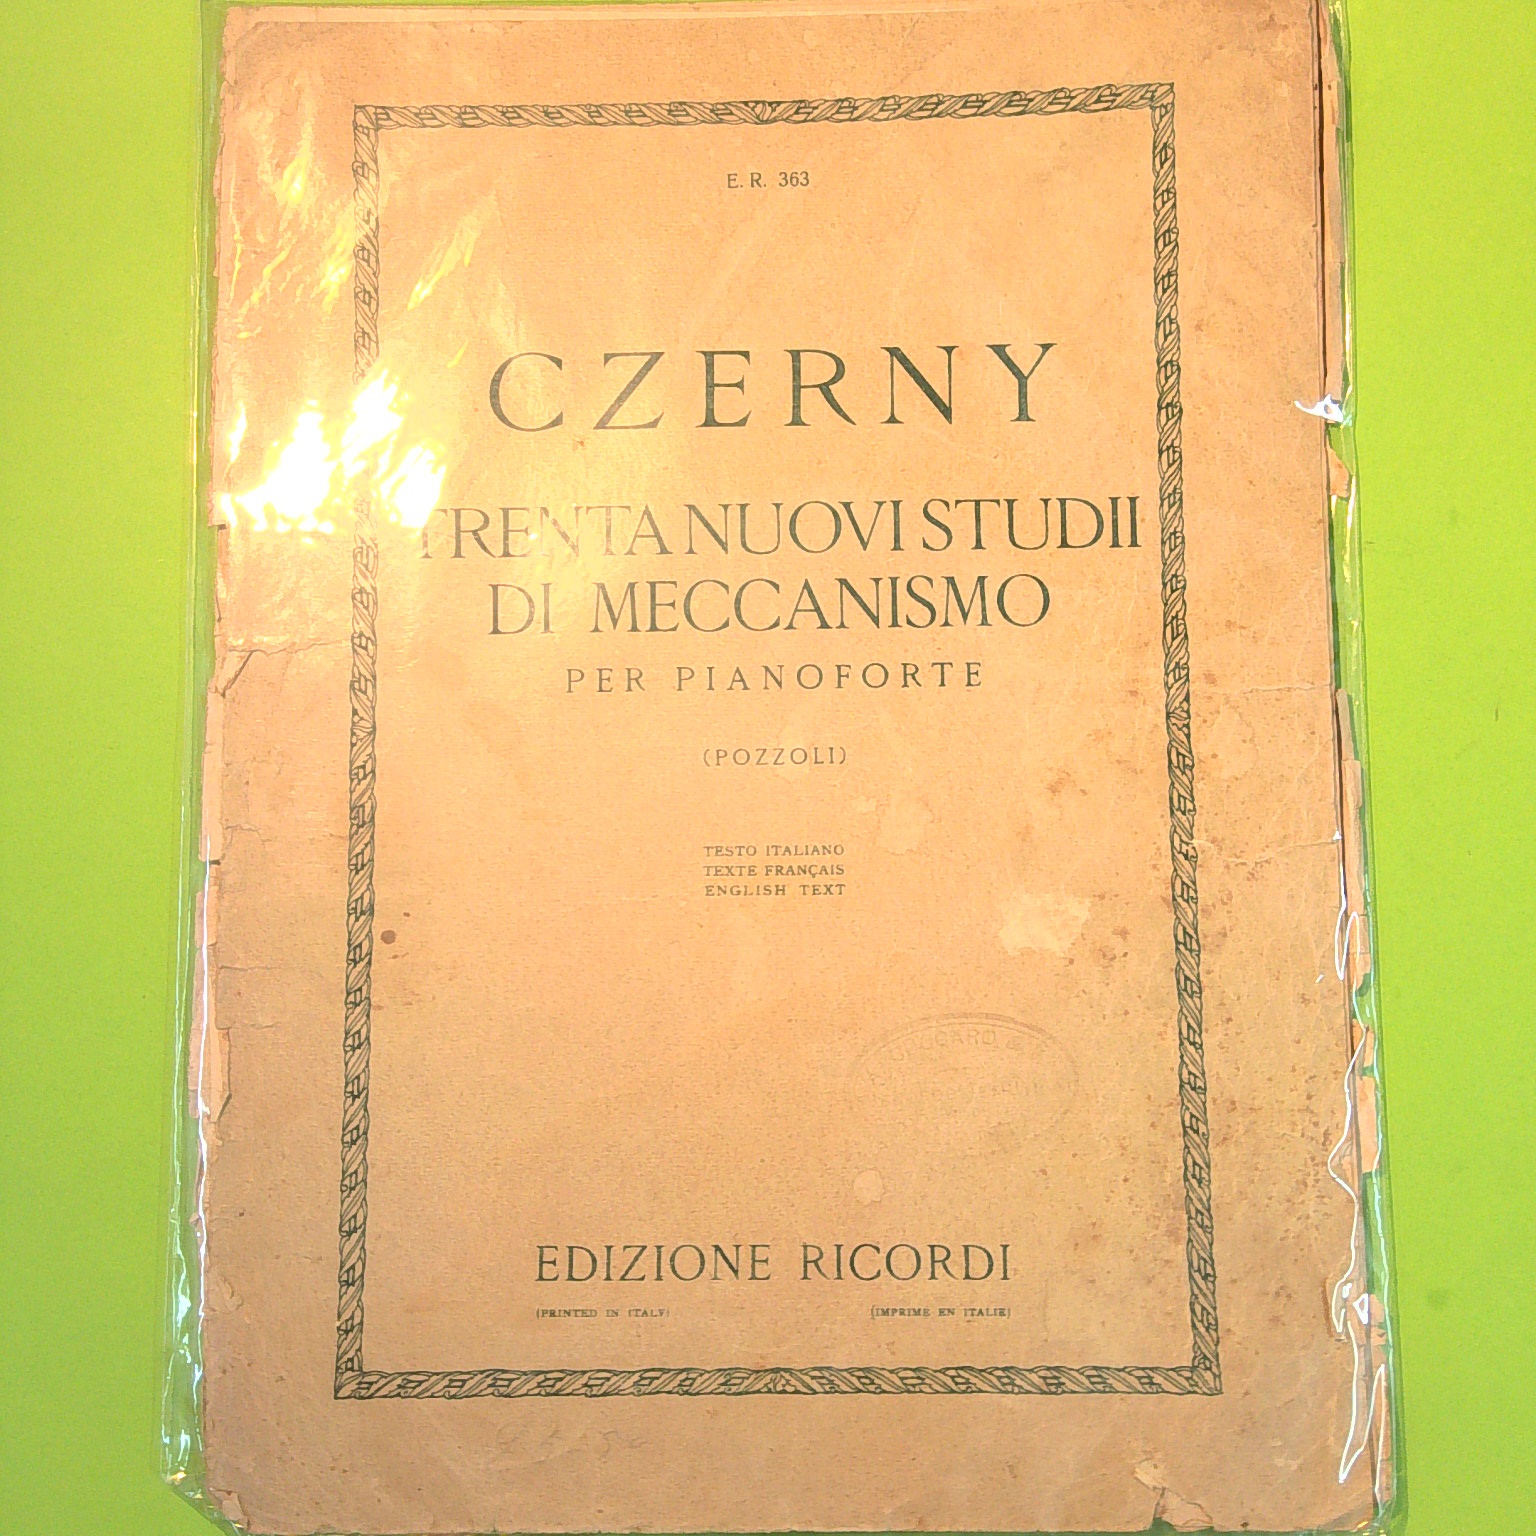 E. R. 363
CZERNY
TRENTA NUOVI STUDII
DI MECCANISMO
PER PIANOFORTE
(POZZOLI)
TESTO ITALIANO
TEXTE FRANÇAIS
ENGLISH TEXT
EDIZIONE RICORDI
(PRINTED IN ITALY) (IMPRIME EN ITALIE)